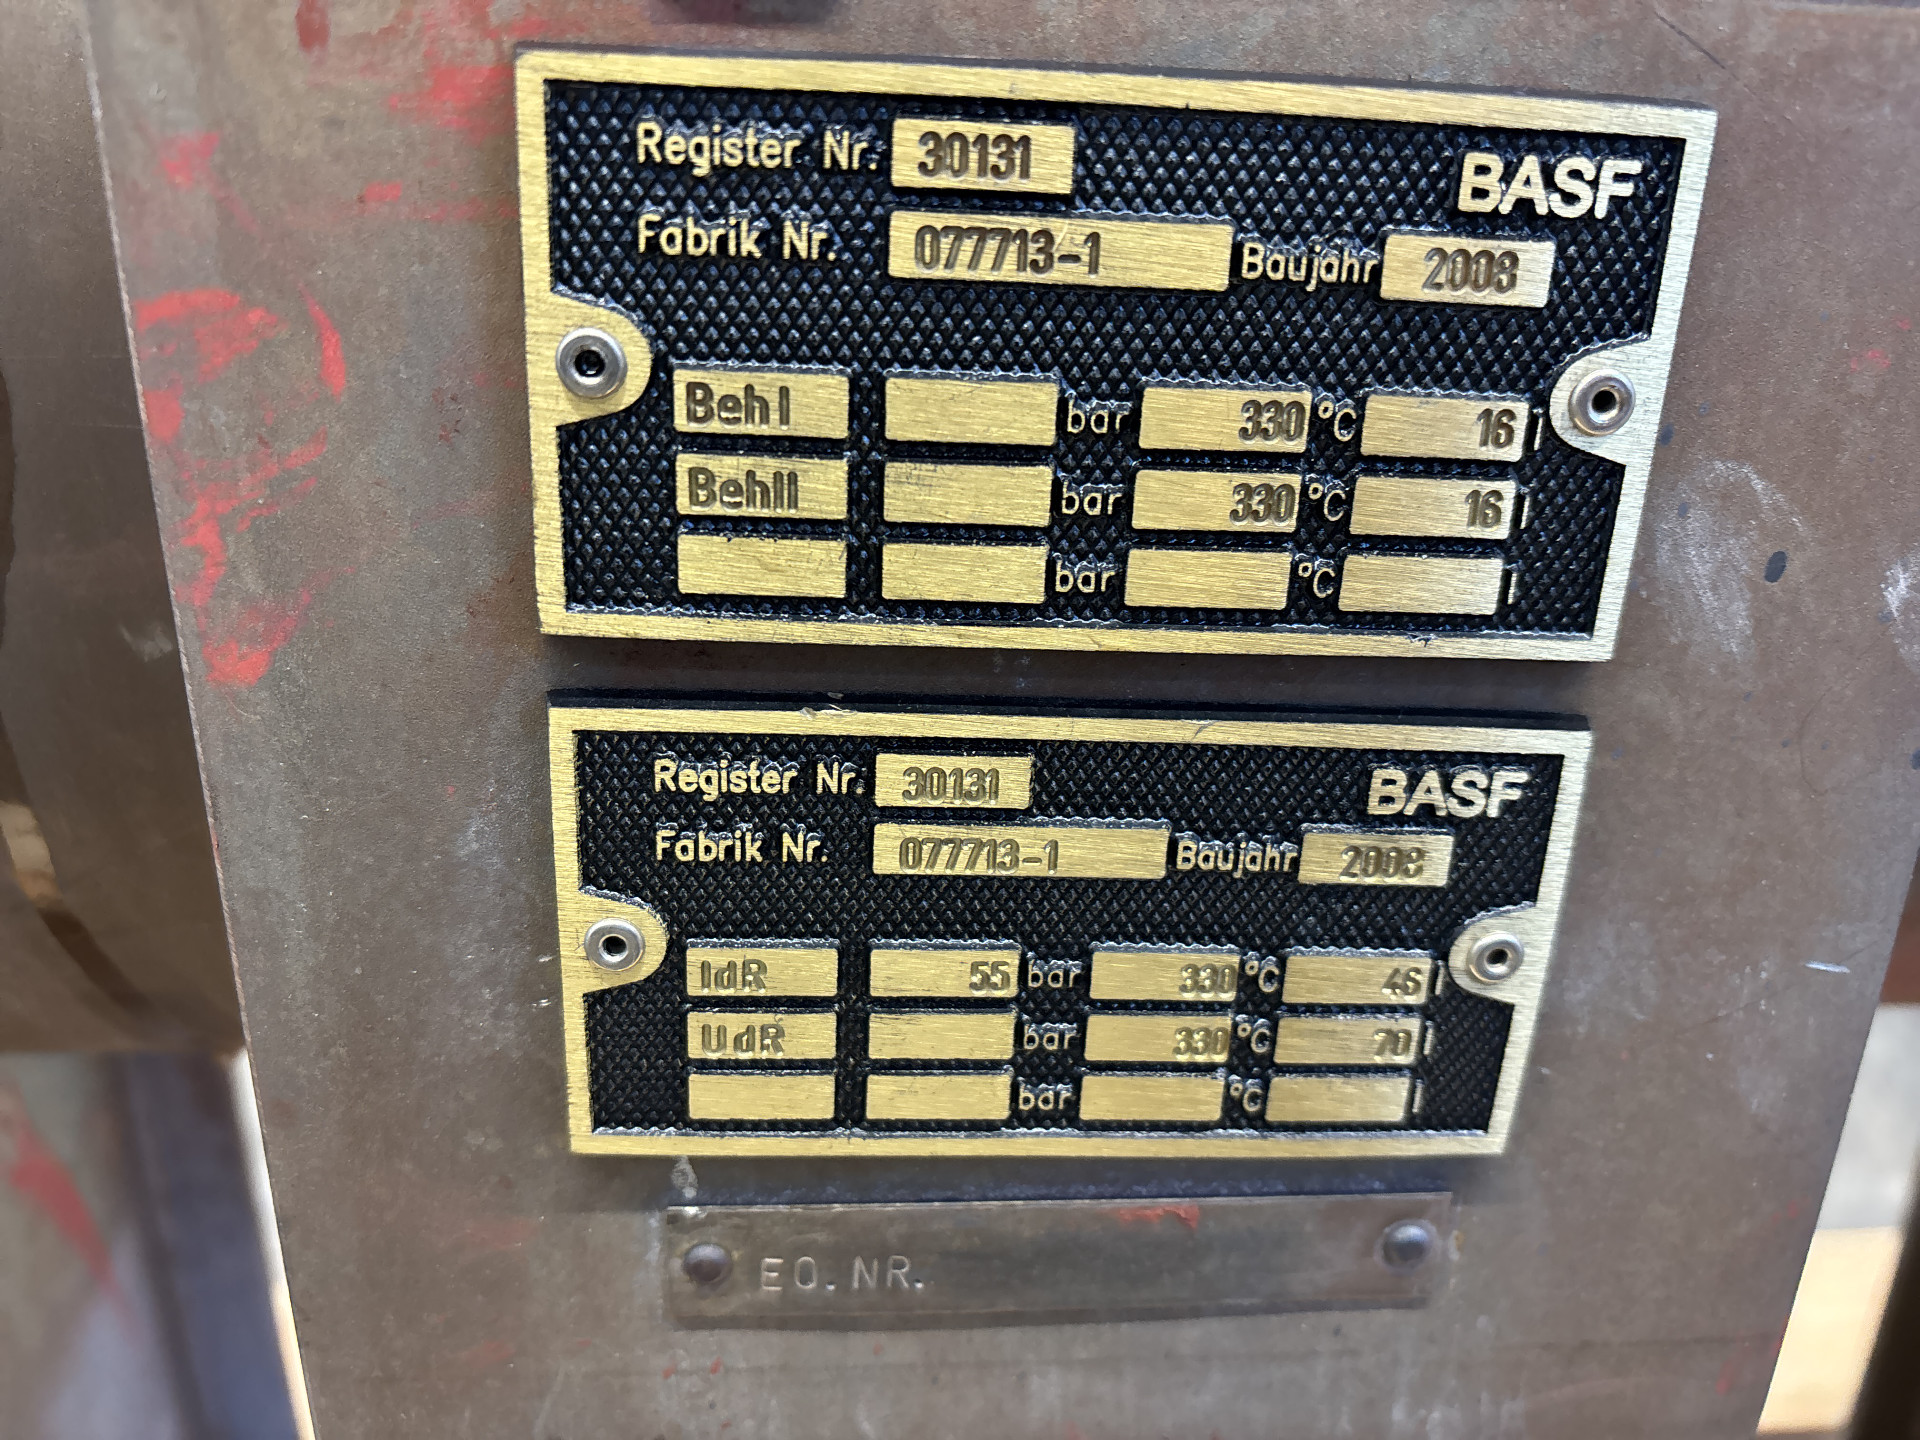 Register Nr. 30131 BASF
Fabrik Nr. 077713-1 Baujahr 2008
Beh I bar 330 °C 16 l
Beh II bar 330 °C 16 l
bar °C l
Register Nr. 30131 BASF
Fabrik Nr. 077713-1 Baujahr 2008
IdR 55 bar 330 °C 46 l
UdR bar 330 °C 70 l
bar °C l
EQ.NR.